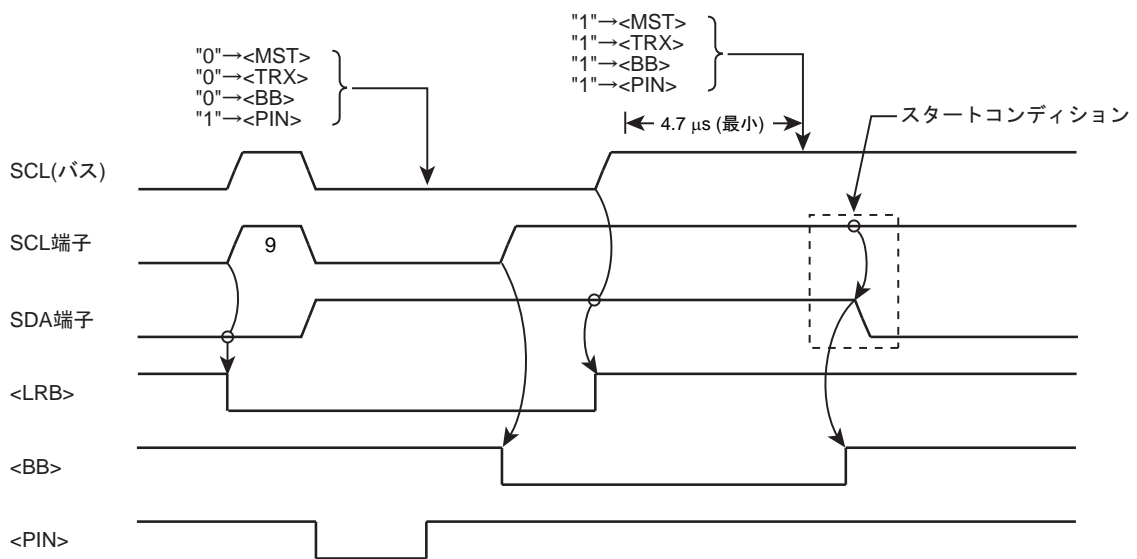 "0"→<MST>
"0"→<TRX>
"0"→<BB>
"1"→<PIN>
"1"→<MST>
"1"→<TRX>
"1"→<BB>
"1"→<PIN>
4.7 μs (最小)
スタートコンディション
SCL(バス)
SCL端子
9
SDA端子
<LRB>
<BB>
<PIN>